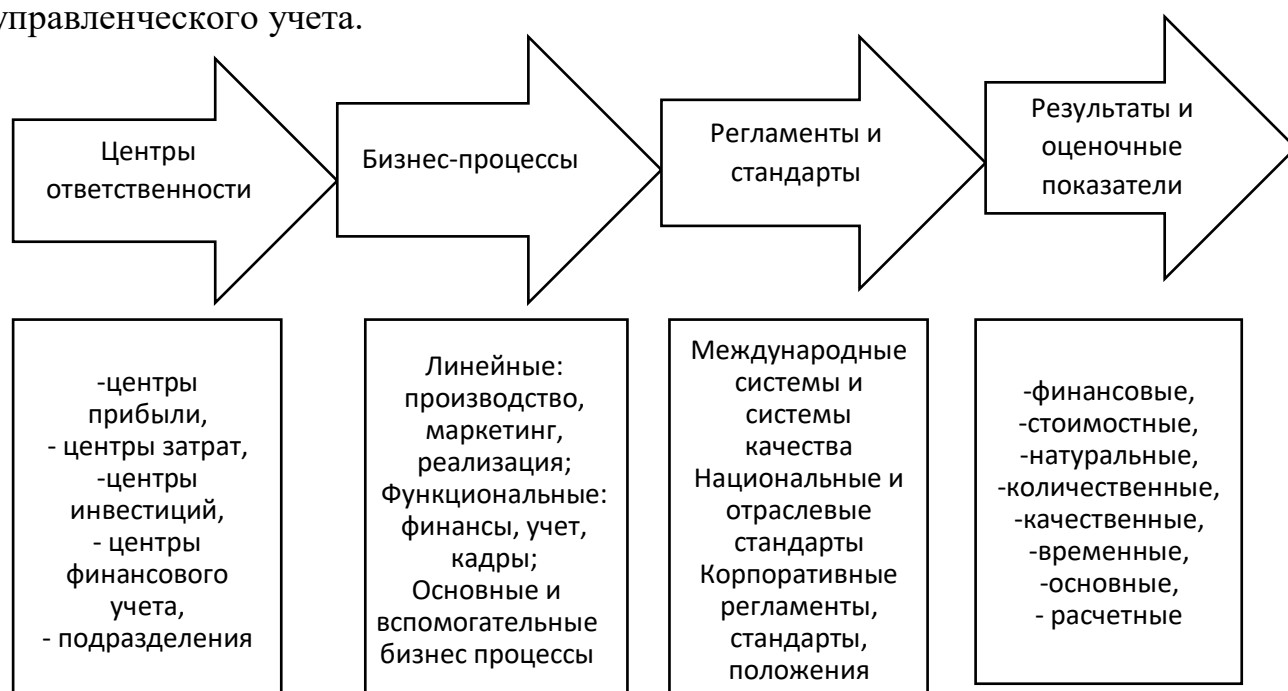 управленческого учета.
Центры
ответственности
Бизнес-процессы
Регламенты и
стандарты
Результаты и
оценочные
показатели
-центры
прибыли,
- центры затрат,
-центры
инвестиций,
- центры
финансового
учета,
- подразделения
Линейные:
производство,
маркетинг,
реализация;
Функциональные:
финансы, учет,
кадры;
Основные и
вспомогательные
бизнес процессы
Международные
системы и
системы
качества
Национальные и
отраслевые
стандарты
Корпоративные
регламенты,
стандарты,
положения
-финансовые,
-стоимостные,
-натуральные,
-количественные,
-качественные,
-временные,
-основные,
- расчетные